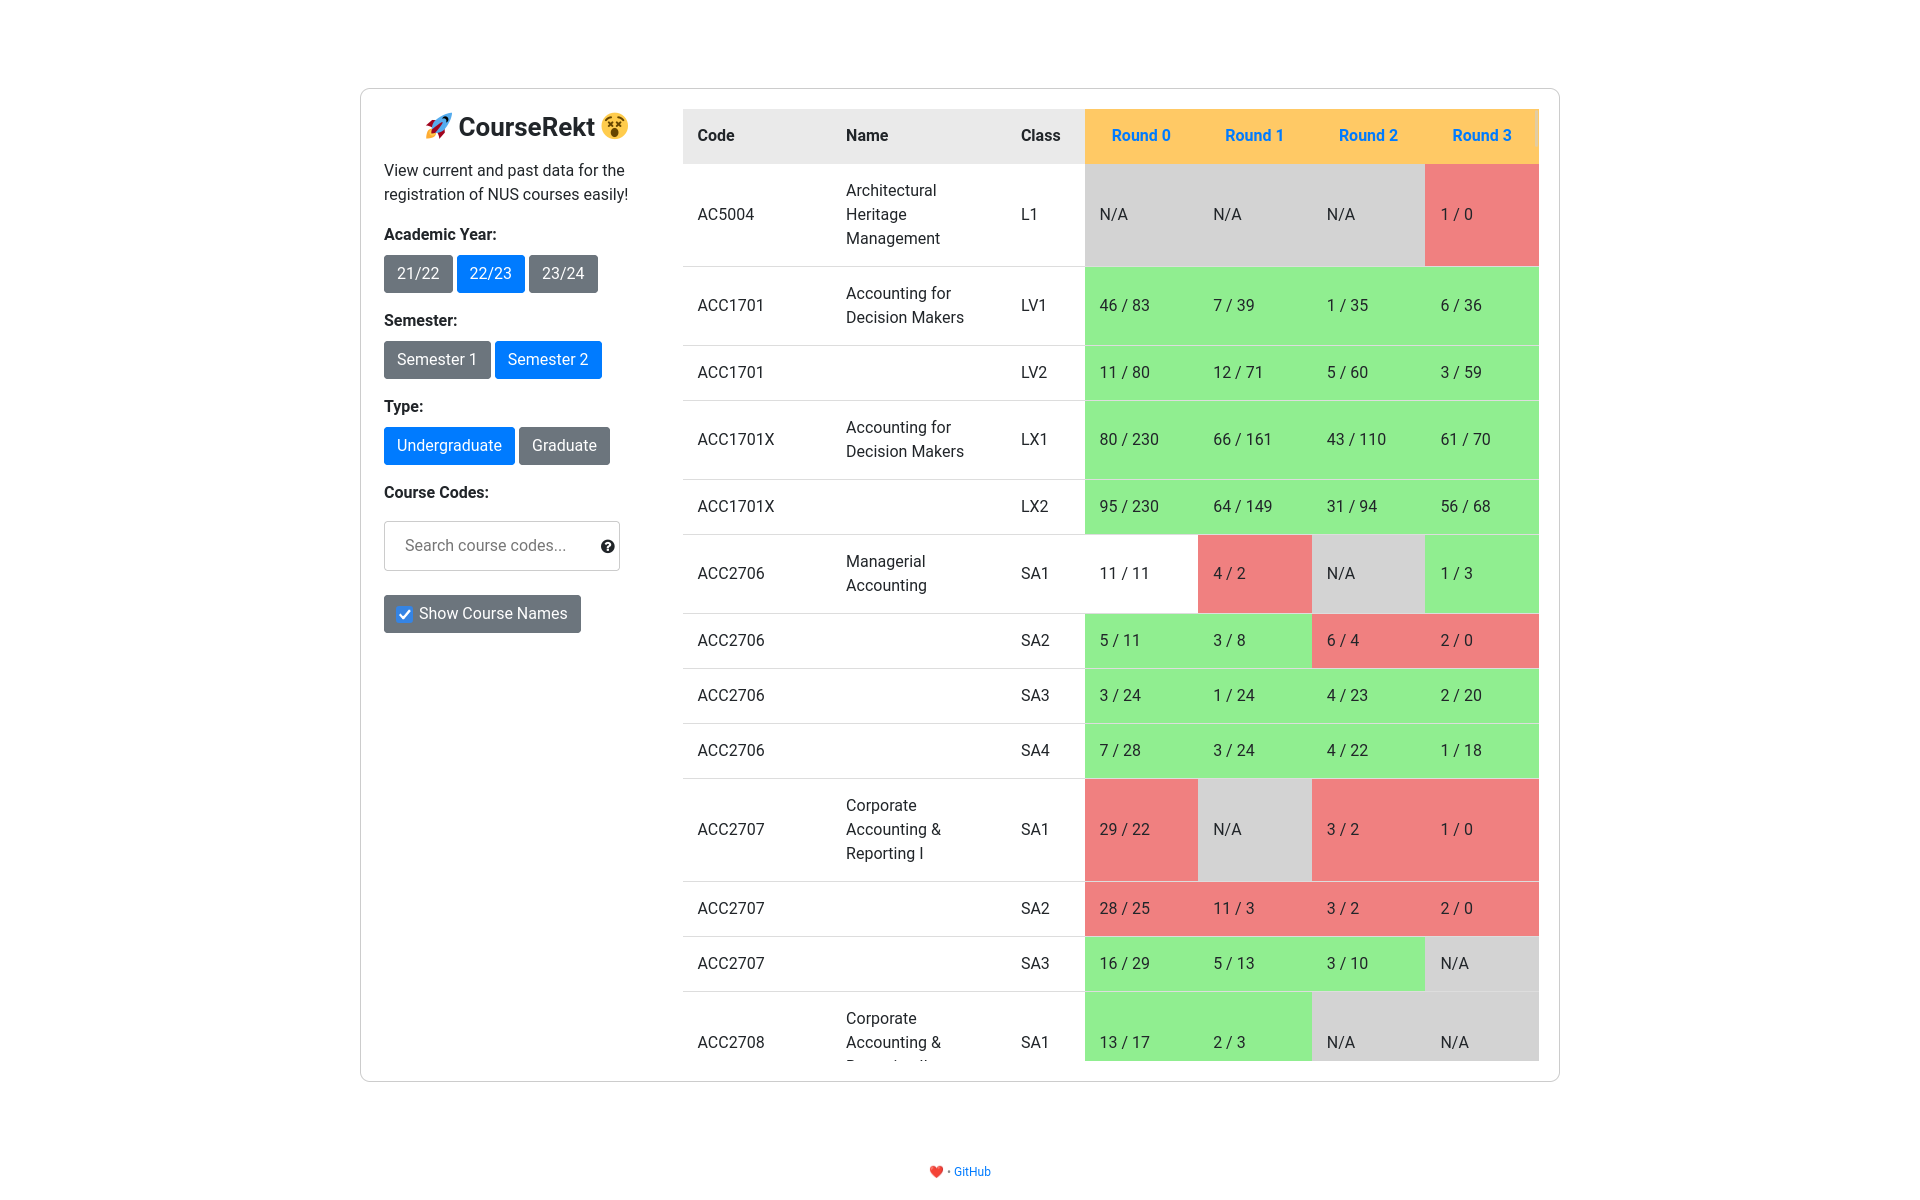 🚀 CourseRekt 😵
View current and past data for the
registration of NUS courses easily!
Academic Year:
21/22 22/23 23/24
Semester:
Semester 1 Semester 2
Type:
Undergraduate Graduate
Course Codes:
Search course codes...
Show Course Names
Code Name Class Round 0 Round 1 Round 2 Round 3
AC5004 Architectural Heritage Management L1 N/A N/A N/A 1 / 0
ACC1701 Accounting for Decision Makers LV1 46 / 83 7 / 39 1 / 35 6 / 36
ACC1701 LV2 11 / 80 12 / 71 5 / 60 3 / 59
ACC1701X Accounting for Decision Makers LX1 80 / 230 66 / 161 43 / 110 61 / 70
ACC1701X LX2 95 / 230 64 / 149 31 / 94 56 / 68
ACC2706 Managerial Accounting SA1 11 / 11 4 / 2 N/A 1 / 3
ACC2706 SA2 5 / 11 3 / 8 6 / 4 2 / 0
ACC2706 SA3 3 / 24 1 / 24 4 / 23 2 / 20
ACC2706 SA4 7 / 28 3 / 24 4 / 22 1 / 18
ACC2707 Corporate Accounting & Reporting I SA1 29 / 22 N/A 3 / 2 1 / 0
ACC2707 SA2 28 / 25 11 / 3 3 / 2 2 / 0
ACC2707 SA3 16 / 29 5 / 13 3 / 10 N/A
ACC2708 Corporate Accounting & SA1 13 / 17 2 / 3 N/A N/A
❤️ • GitHub